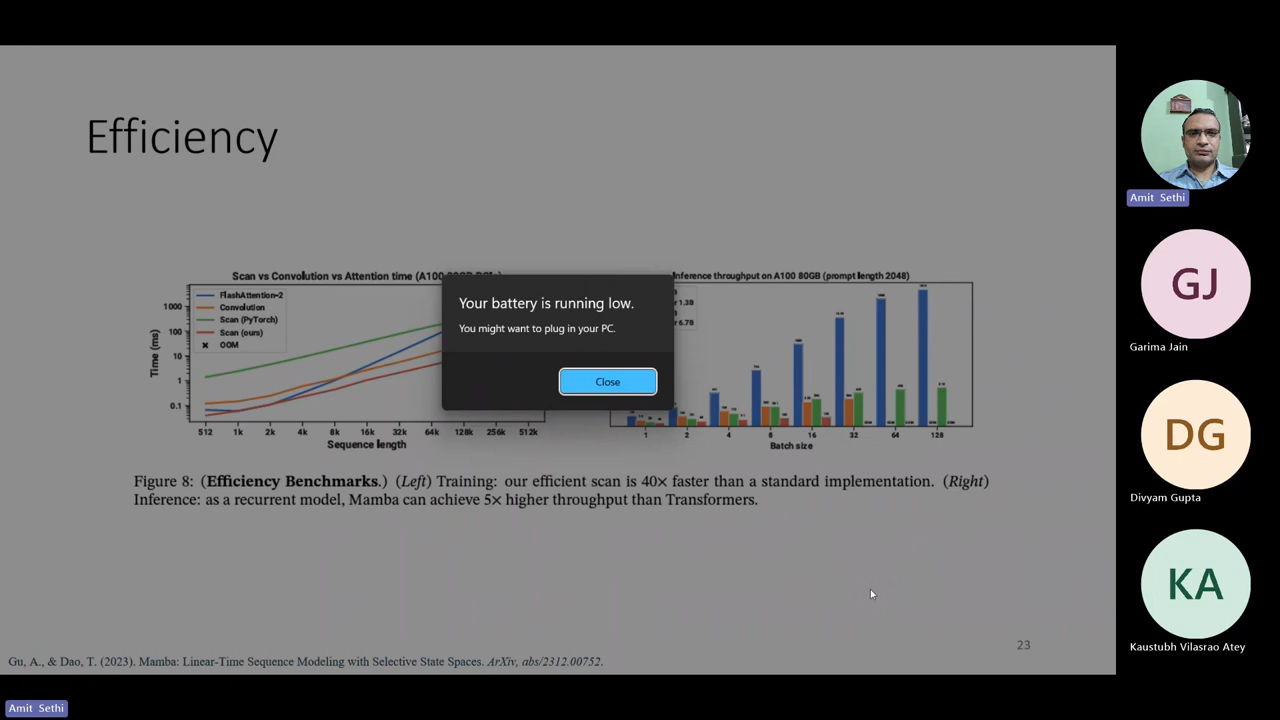 Efficiency
Scan vs Convolution vs Attention time (A100
1000
100
10
1
0.1
Time (ms)
FlashAttention-2
Convolution
Scan (PyTorch)
Scan (ours)
OOM
512 1k 2k 4k 8k 16k 32k 64k 128k 256k 512k
Sequence length
Inference throughput on A100 80GB (prompt length 2048)
1.3B
6.7B
1 2 4 8 16 32 64 128
Batch size
Your battery is running low.
You might want to plug in your PC.
Close
Figure 8: (Efficiency Benchmarks.) (Left) Training: our efficient scan is 40× faster than a standard implementation. (Right)
Inference: as a recurrent model, Mamba can achieve 5× higher throughput than Transformers.
23
Gu, A., & Dao, T. (2023). Mamba: Linear-Time Sequence Modeling with Selective State Spaces. ArXiv, abs/2312.00752.
Amit Sethi
Amit Sethi
GJ
Garima Jain
DG
Divyam Gupta
KA
Kaustubh Vilasrao Atey